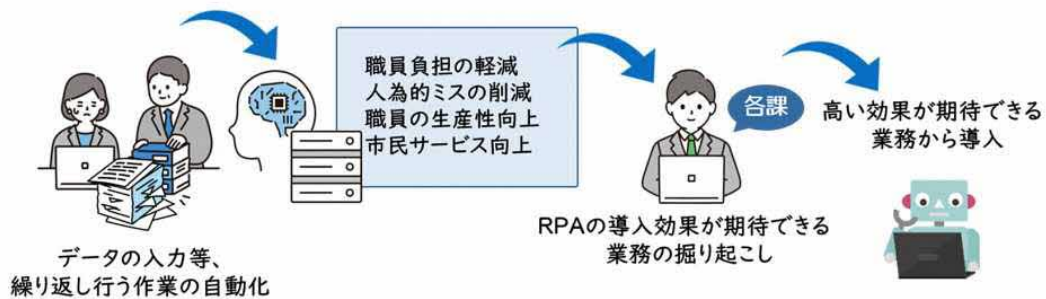 データの入力等、
繰り返し行う作業の自動化
職員負担の軽減
人為的ミスの削減
職員の生産性向上
市民サービス向上
各課
RPAの導入効果が期待できる
業務の掘り起こし
高い効果が期待できる
業務から導入